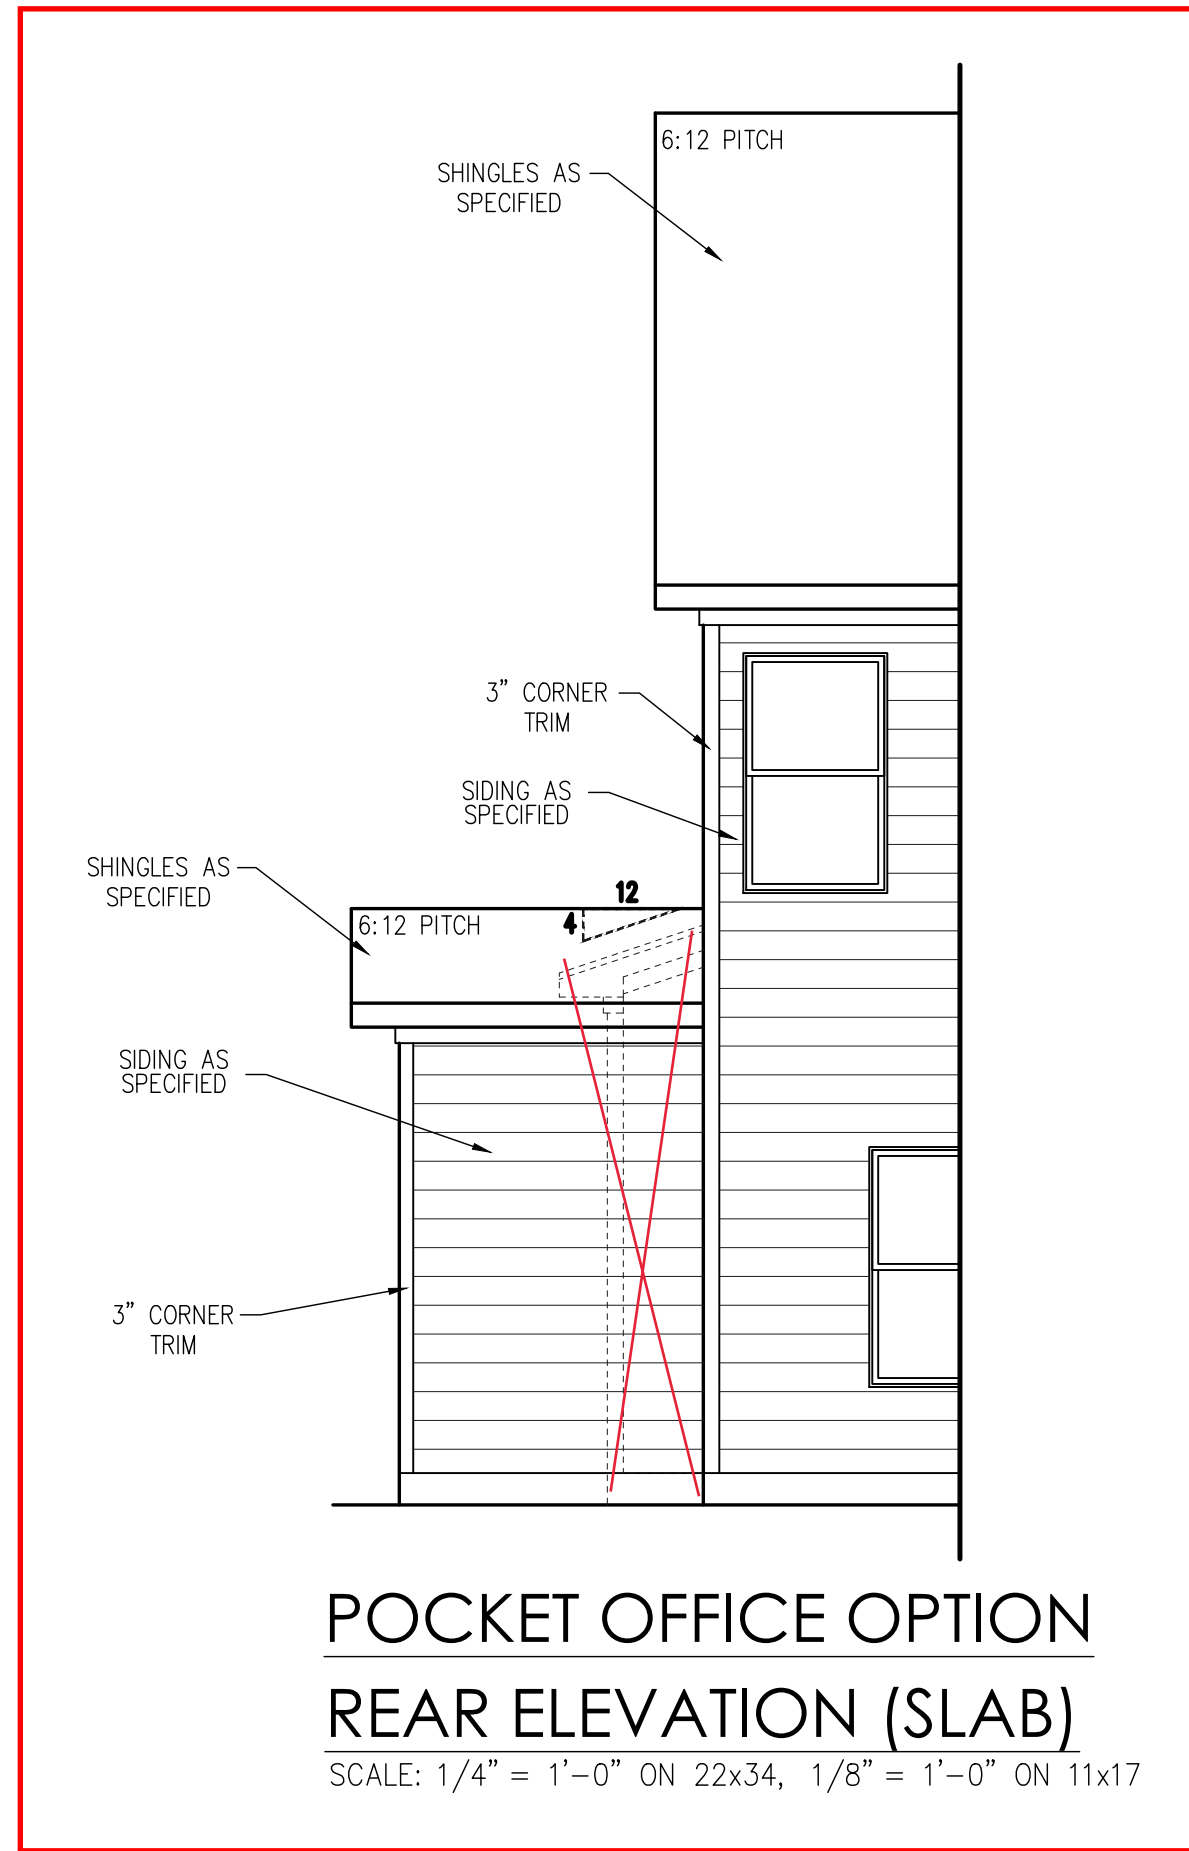 6:12 PITCH
SHINGLES AS
SPECIFIED
3" CORNER
TRIM
SIDING AS
SPECIFIED
SHINGLES AS
SPECIFIED
12
4
6:12 PITCH
SIDING AS
SPECIFIED
3" CORNER
TRIM
POCKET OFFICE OPTION
REAR ELEVATION (SLAB)
SCALE: 1/4" = 1'-0" ON 22x34, 1/8" = 1'-0" ON 11x17